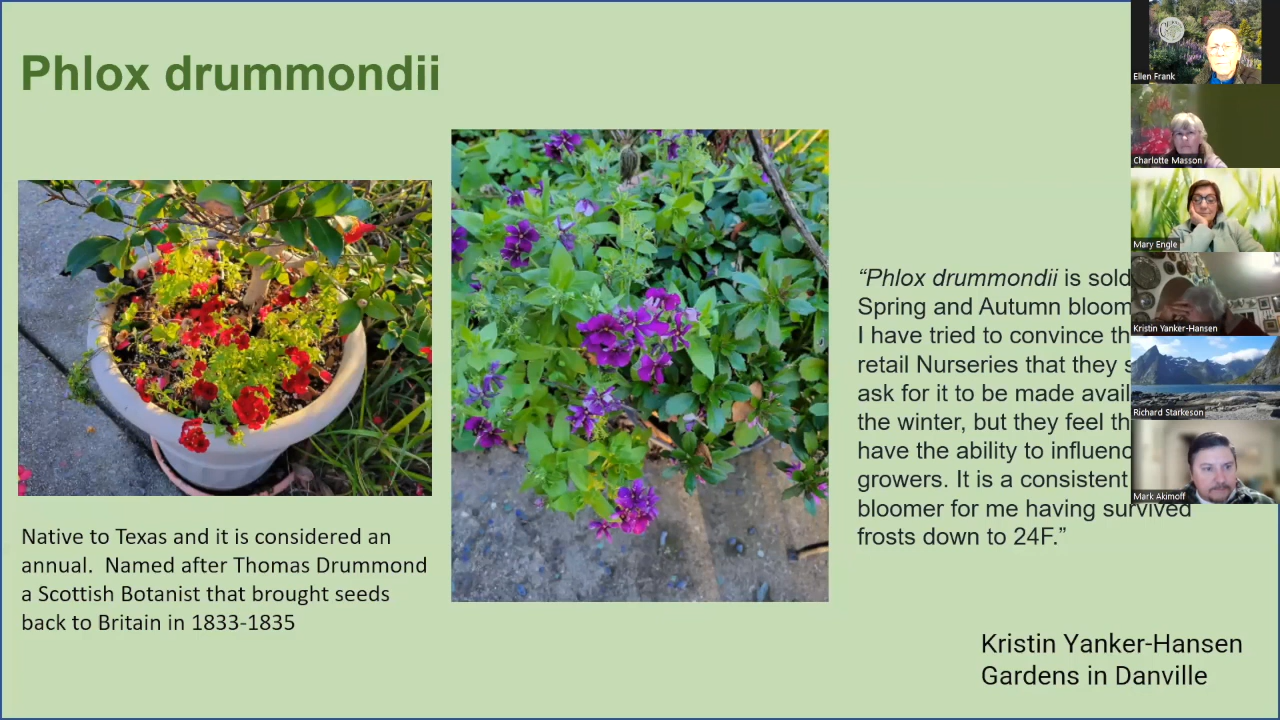 Phlox drummondii
Native to Texas and it is considered an
annual.  Named after Thomas Drummond
a Scottish Botanist that brought seeds
back to Britain in 1833-1835
“Phlox drummondii is sold
Spring and Autumn bloom
I have tried to convince th
retail Nurseries that they s
ask for it to be made avail
the winter, but they feel th
have the ability to influenc
growers. It is a consistent
bloomer for me having survived
frosts down to 24F.”
Kristin Yanker-Hansen
Gardens in Danville
Ellen Frank
Charlotte Masson
Mary Engle
Kristin Yanker-Hansen
Richard Starkeson
Mark Akimoff